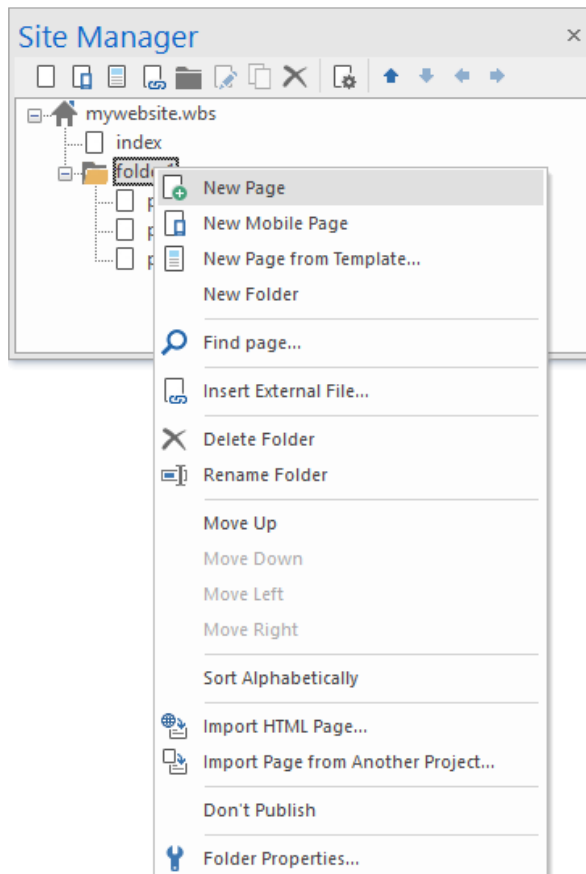 Site Manager
mywebsite.wbs
index
New Page
New Mobile Page
New Page from Template...
New Folder
Find page...
Insert External File...
Delete Folder
Rename Folder
Move Up
Move Down
Move Left
Move Right
Sort Alphabetically
Import HTML Page...
Import Page from Another Project...
Don't Publish
Folder Properties...